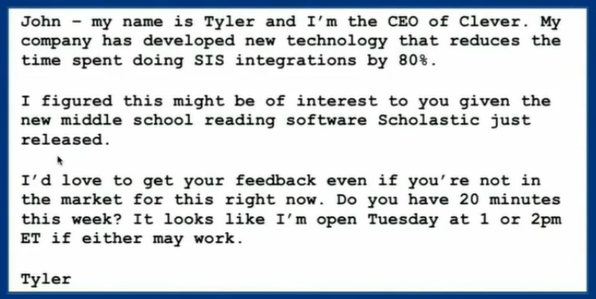 John – my name is Tyler and I'm the CEO of Clever. My
company has developed new technology that reduces the
time spent doing SIS integrations by 80%.
I figured this might be of interest to you given the
new middle school reading software Scholastic just
released.
I'd love to get your feedback even if you're not in
the market for this right now. Do you have 20 minutes
this week? It looks like I'm open Tuesday at 1 or 2pm
ET if either may work.
Tyler